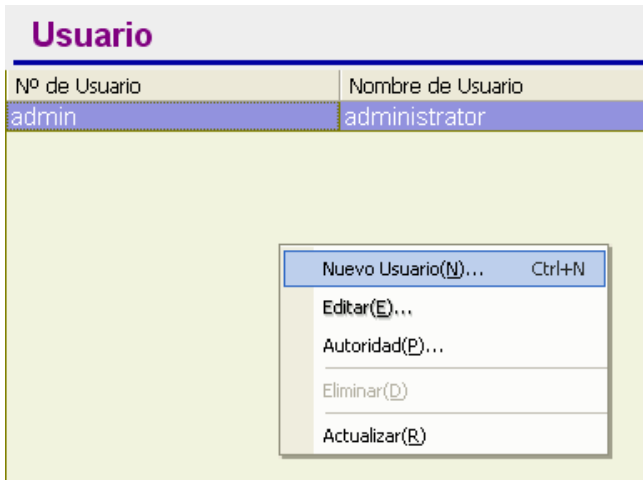 Usuario
Nº de Usuario Nombre de Usuario
admin administrator
Nuevo Usuario(N)... Ctrl+N
Editar(E)...
Autoridad(P)...
Eliminar(D)
Actualizar(R)